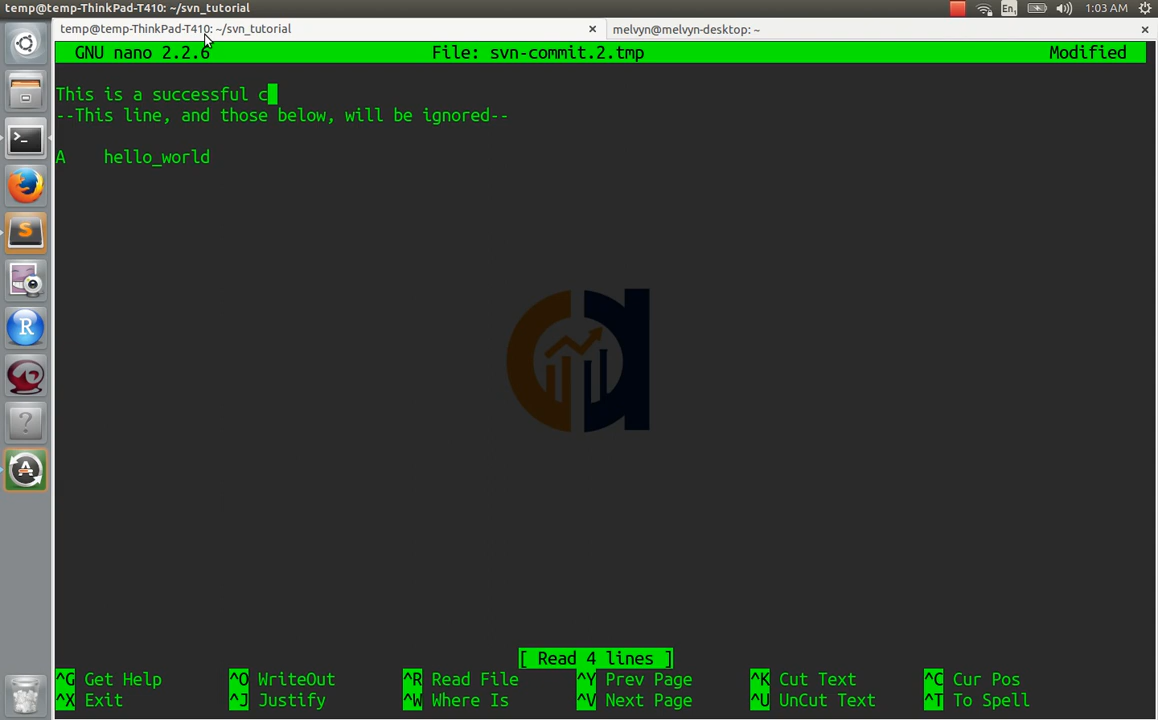 temp@temp-ThinkPad-T410: ~/svn_tutorial
En₁
1:03 AM
temp@temp-ThinkPad-T410: ~/svn_tutorial
melvyn@melvyn-desktop: ~
GNU nano 2.2.6 File: svn-commit.2.tmp Modified
This is a successful c
--This line, and those below, will be ignored--
A    hello_world
[ Read 4 lines ]
^G Get Help ^O WriteOut ^R Read File ^Y Prev Page ^K Cut Text ^C Cur Pos
^X Exit ^J Justify ^W Where Is ^V Next Page ^U UnCut Text ^T To Spell